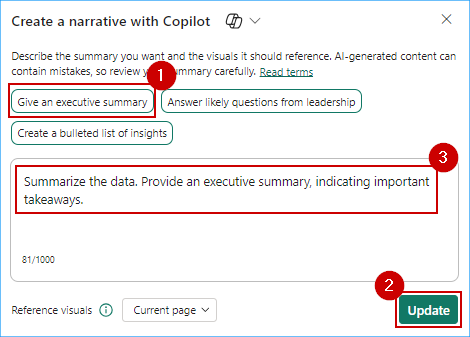 Create a narrative with Copilot
Describe the summary you want and the visuals it should reference. AI-generated content can
contain mistakes, so review summary carefully. Read terms
1
Give an executive summary
Answer likely questions from leadership
Create a bulleted list of insights
3
Summarize the data. Provide an executive summary, indicating important
takeaways.
81/1000
2
Reference visuals
Current page
Update